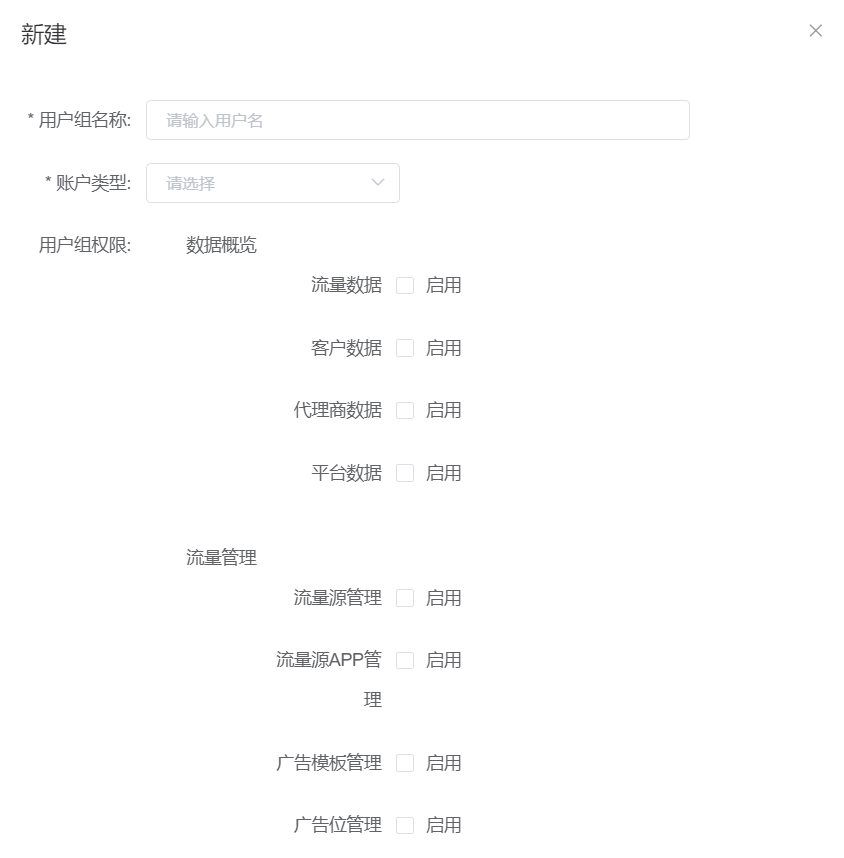 新建
* 用户组名称: 请输入用户名
* 账户类型: 请选择
用户组权限: 数据概览
流量数据 启用
客户数据 启用
代理商数据 启用
平台数据 启用
流量管理
流量源管理 启用
流量源APP管 启用
理
广告模板管理 启用
广告位管理 启用